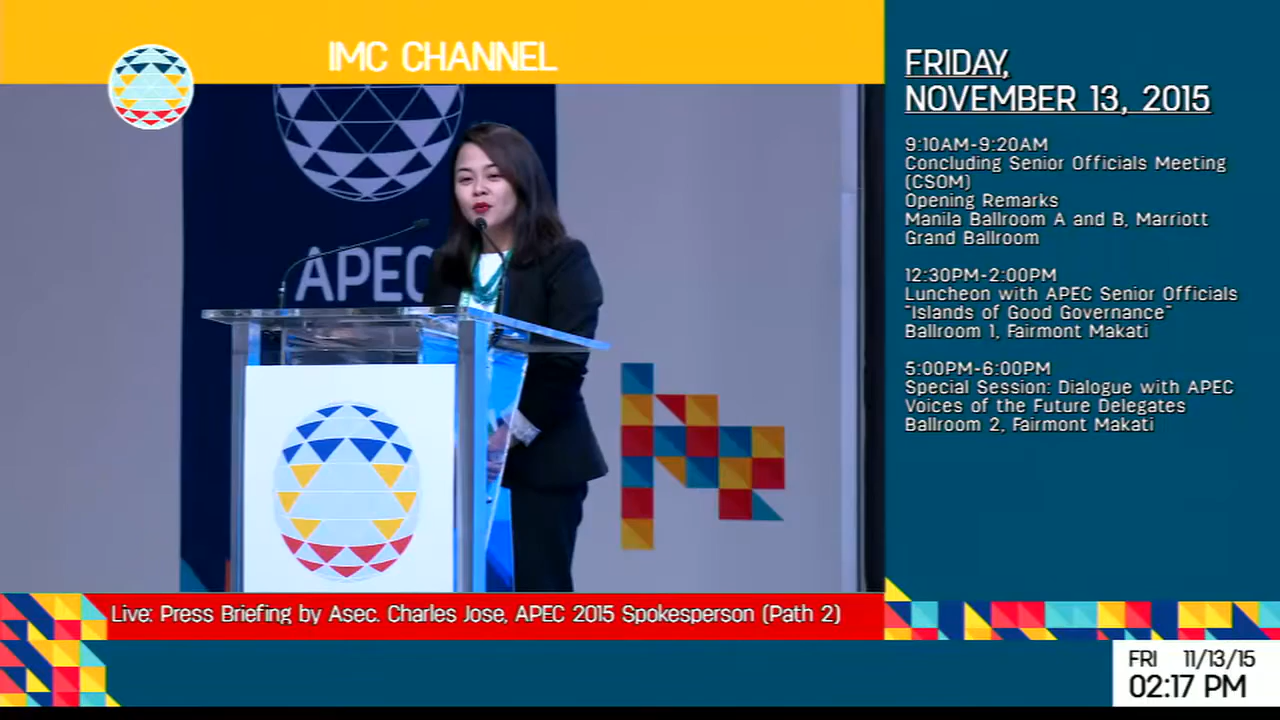 IMC CHANNEL
APEC
Live: Press Briefing by Asec. Charles Jose, APEC 2015 Spokesperson (Path 2)
FRIDAY,
NOVEMBER 13, 2015
9:10AM-9:20AM
Concluding Senior Officials Meeting
(CSOM)
Opening Remarks
Manila Ballroom A and B, Marriott
Grand Ballroom
12:30PM-2:00PM
Luncheon with APEC Senior Officials
"Islands of Good Governance"
Ballroom 1, Fairmont Makati
5:00PM-6:00PM
Special Session: Dialogue with APEC
Voices of the Future Delegates
Ballroom 2, Fairmont Makati
FRI 11/13/15
02:17 PM